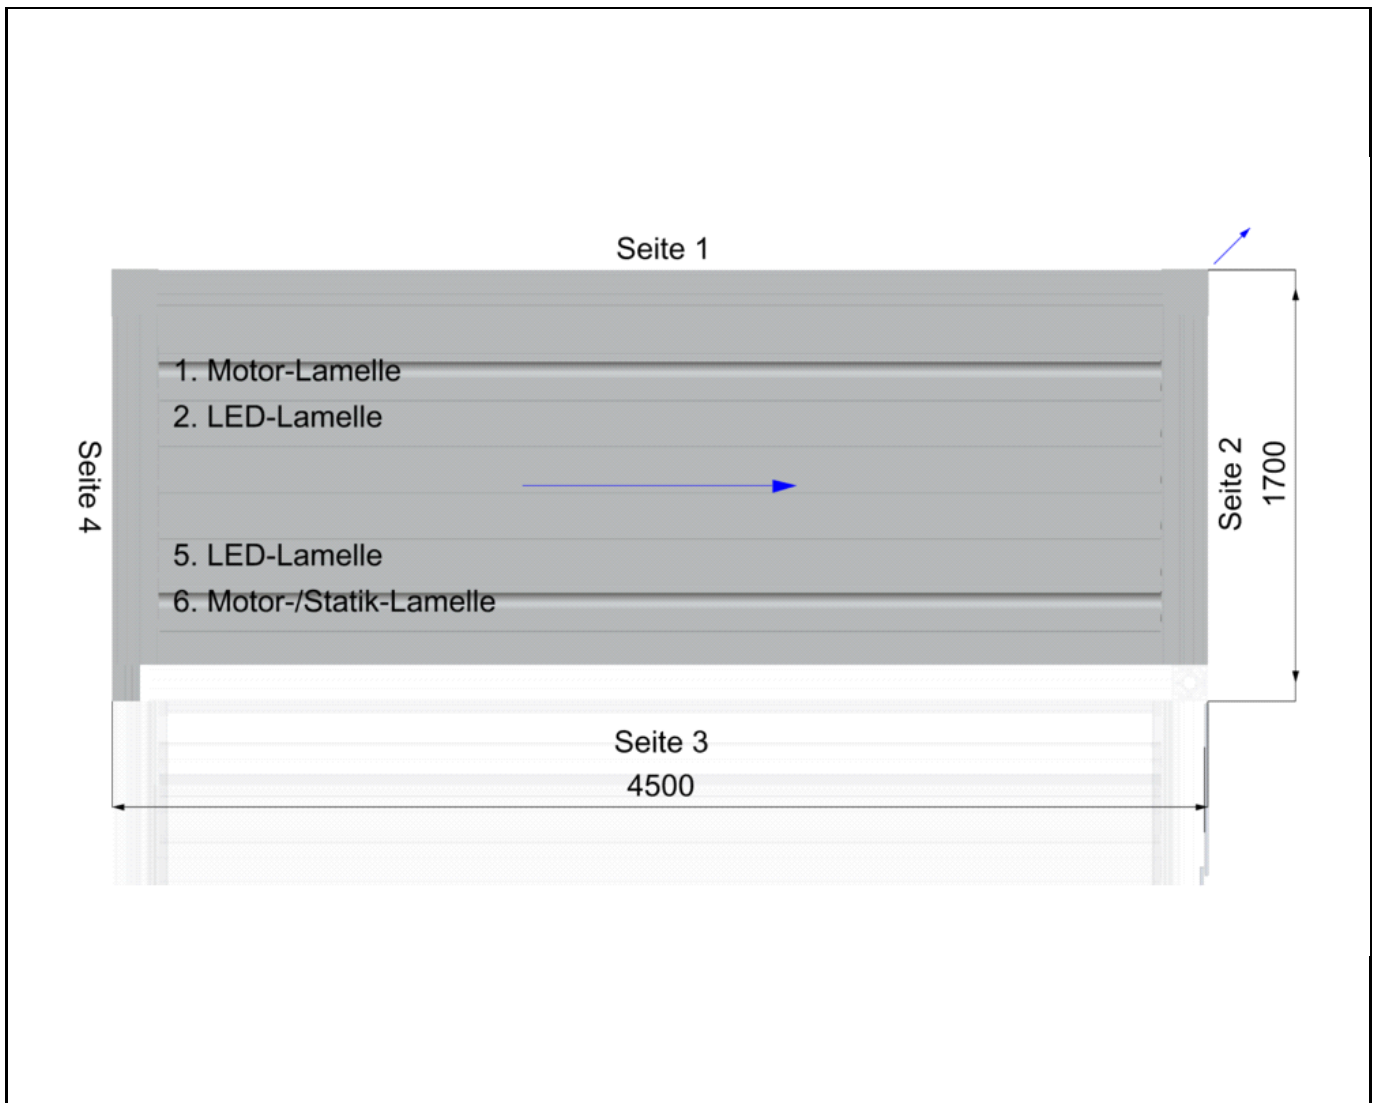 Seite 1
1. Motor-Lamelle
2. LED-Lamelle
Seite 4
Seite 2
1700
5. LED-Lamelle
6. Motor-/Statik-Lamelle
Seite 3
4500